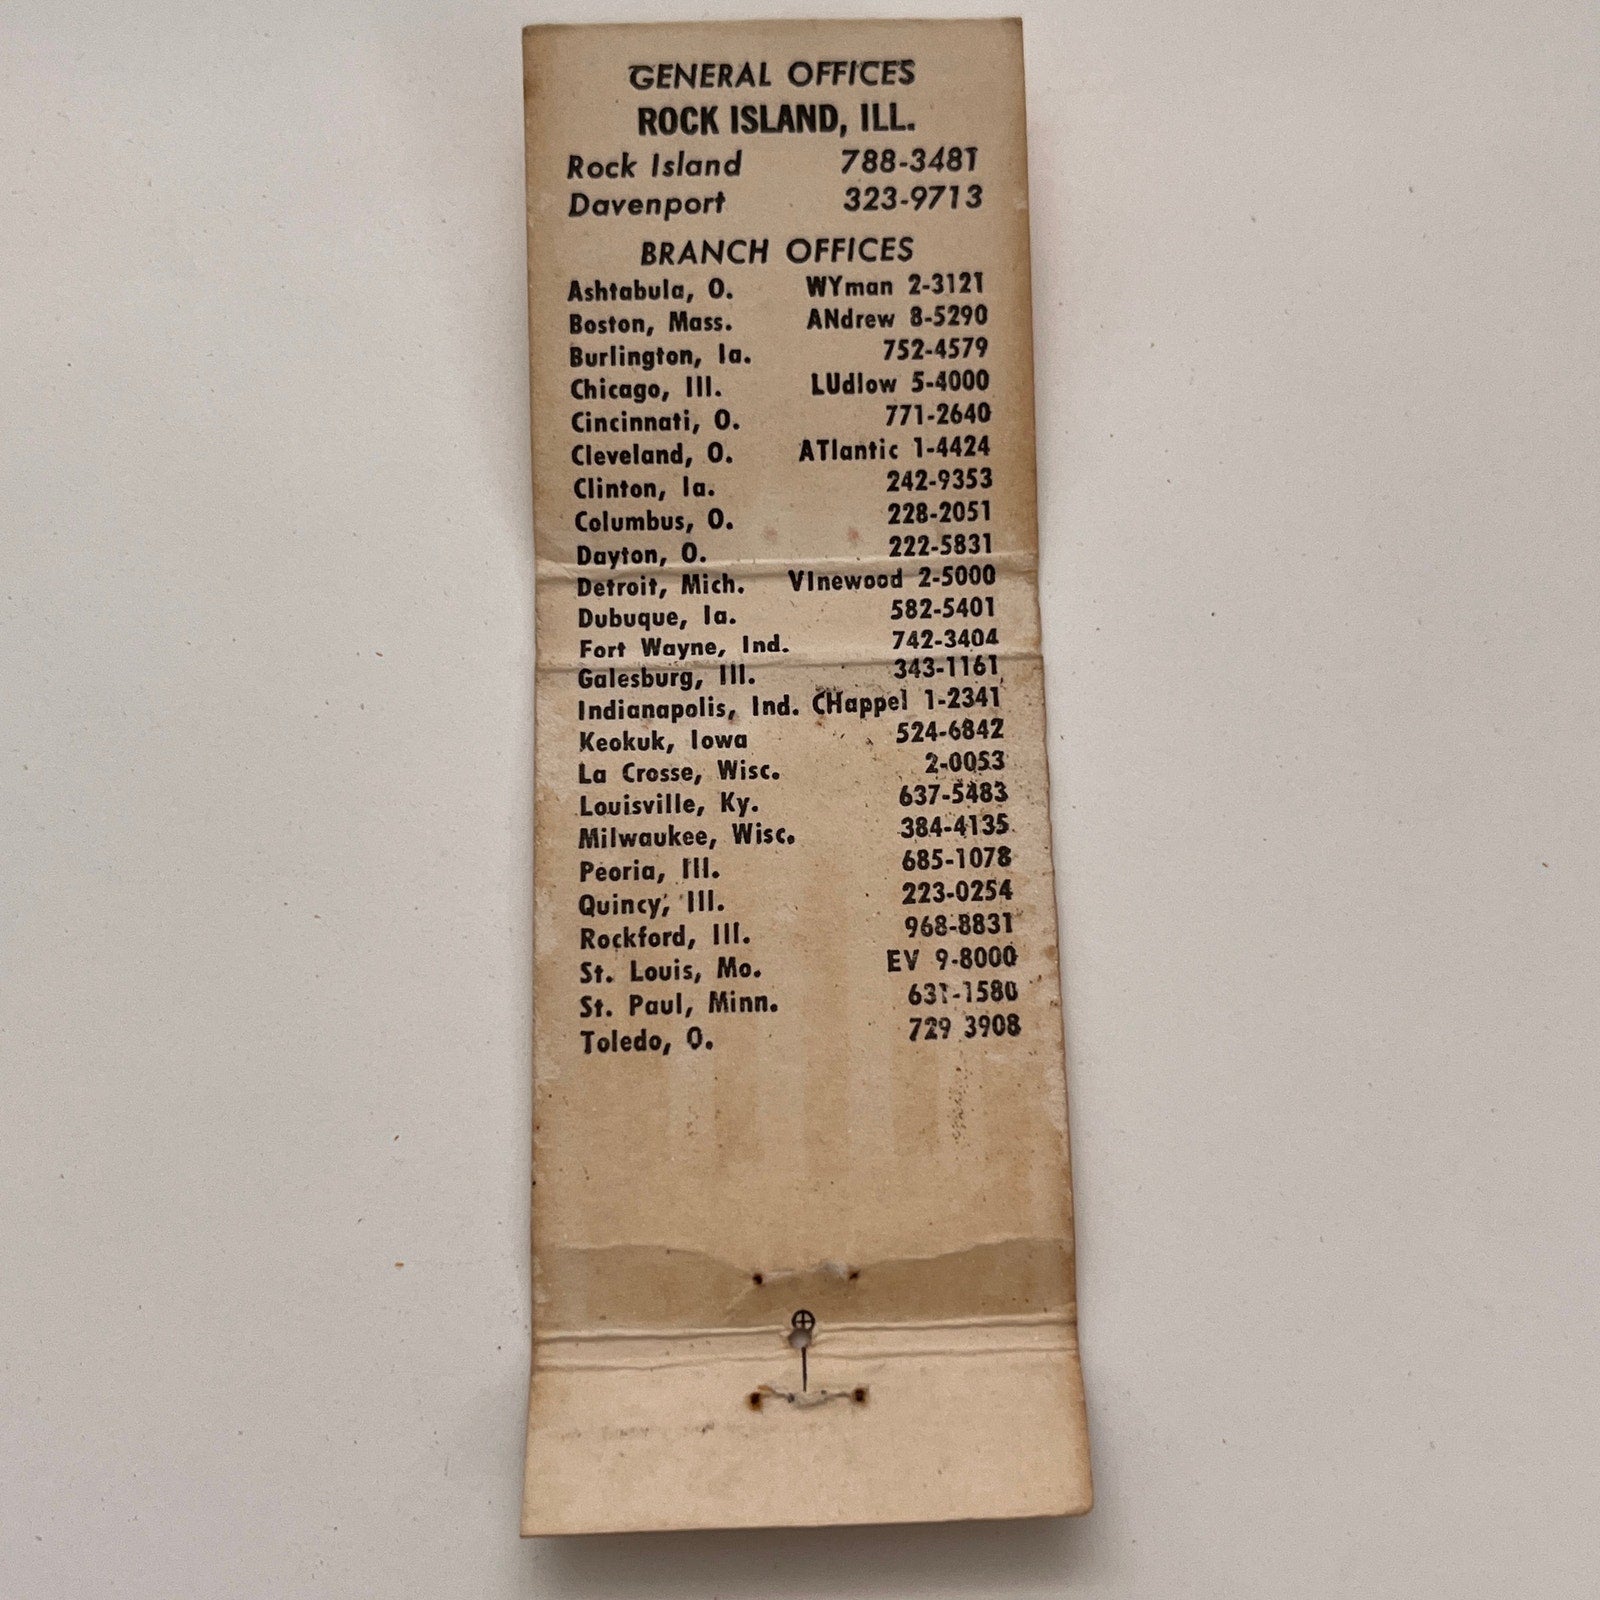 GENERAL OFFICES
ROCK ISLAND, ILL.
Rock Island 788-3481
Davenport 323-9713
BRANCH OFFICES
Ashtabula, O. WYman 2-3121
Boston, Mass. ANdrew 8-5290
Burlington, Ia. 752-4579
Chicago, Ill. LUdlow 5-4000
Cincinnati, O. 771-2640
Cleveland, O. ATlantic 1-4424
Clinton, Ia. 242-9353
Columbus, O. 228-2051
Dayton, O. 222-5831
Detroit, Mich. VInewood 2-5000
Dubuque, Ia. 582-5401
Fort Wayne, Ind. 742-3404
Galesburg, Ill. 343-1161
Indianapolis, Ind. CHappel 1-2341
Keokuk, Iowa 524-6842
La Crosse, Wisc. 2-0053
Louisville, Ky. 637-5483
Milwaukee, Wisc. 384-4135
Peoria, Ill. 685-1078
Quincy, Ill. 223-0254
Rockford, Ill. 968-8831
St. Louis, Mo. EV 9-8000
St. Paul, Minn. 631-1580
Toledo, O. 729 3908